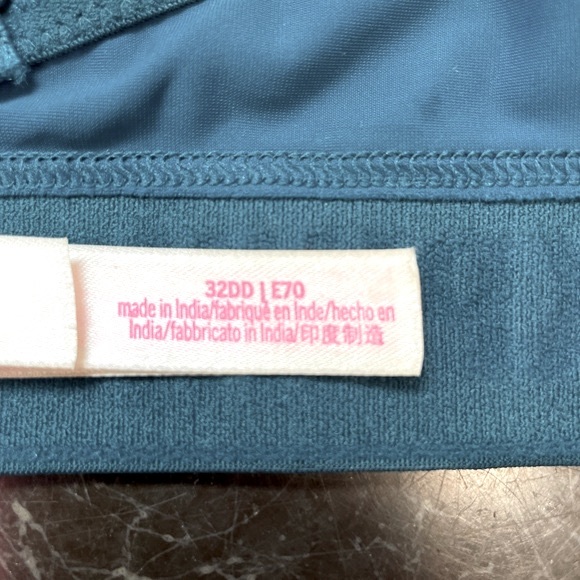 32DD | E70
made in India/fabriqué en Inde/hecho en
India/fabbricato in India/印度制造